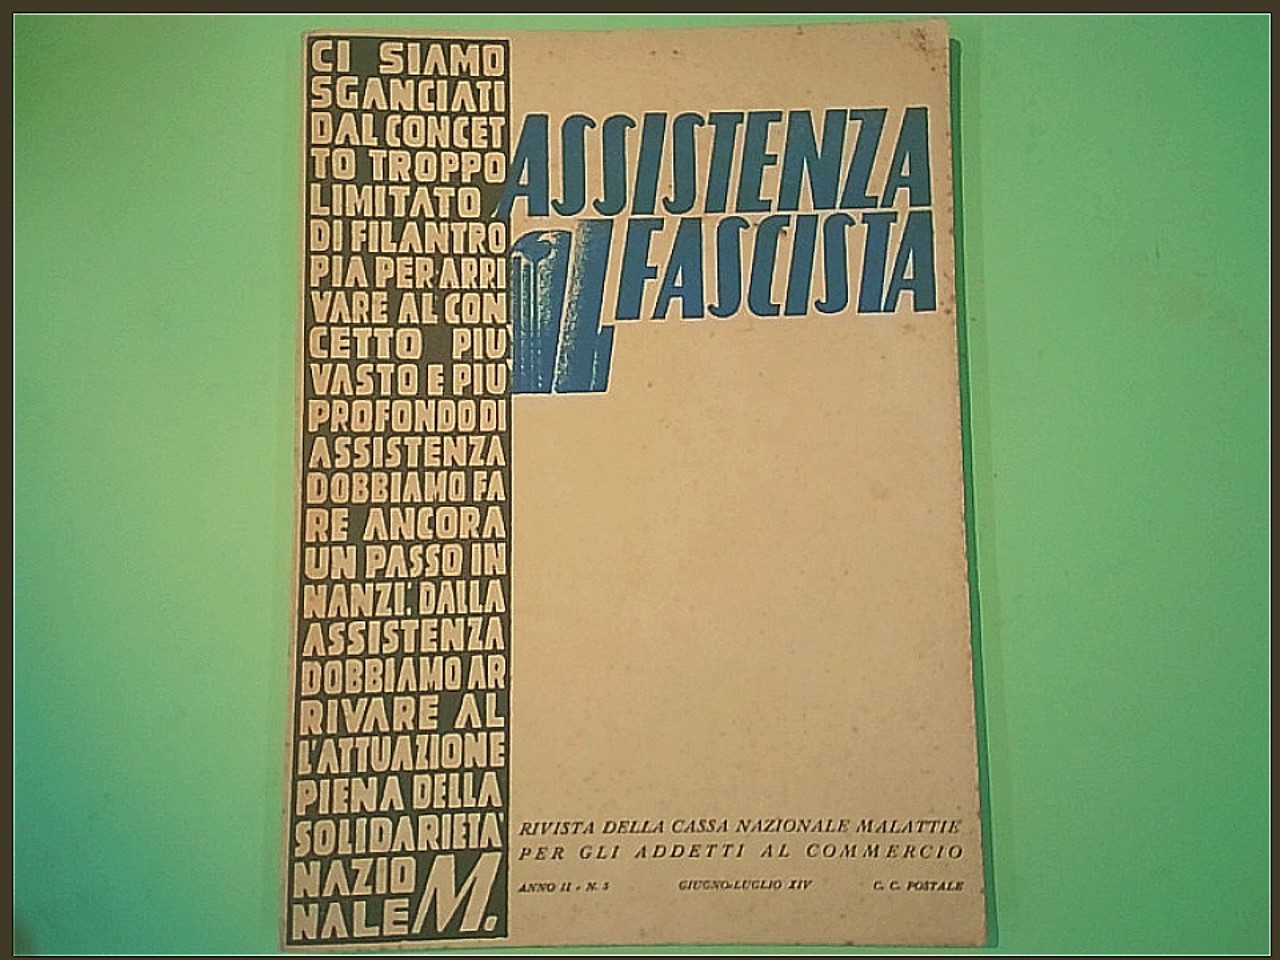 CI SIAMO
SGANCIATI
DAL CONCET
TO TROPPO
LIMITATO
DI FILANTRO
PIA PER ARRI
VARE AL CON
CETTO PIU'
VASTO E PIU'
PROFONDO DI
ASSISTENZA
DOBBIAMO FA
RE ANCORA
UN PASSO IN
NANZI: DALLA
ASSISTENZA
DOBBIAMO AR
RIVARE AL
L'ATTUAZIONE
PIENA DELLA
SOLIDARIETA'
NAZIO
NALE M.
ASSISTENZA
FASCISTA
RIVISTA DELLA CASSA NAZIONALE MALATTIE
PER GLI ADDETTI AL COMMERCIO
ANNO II - N. 3 GIUGNO-LUGLIO XIV C. C. POSTALE